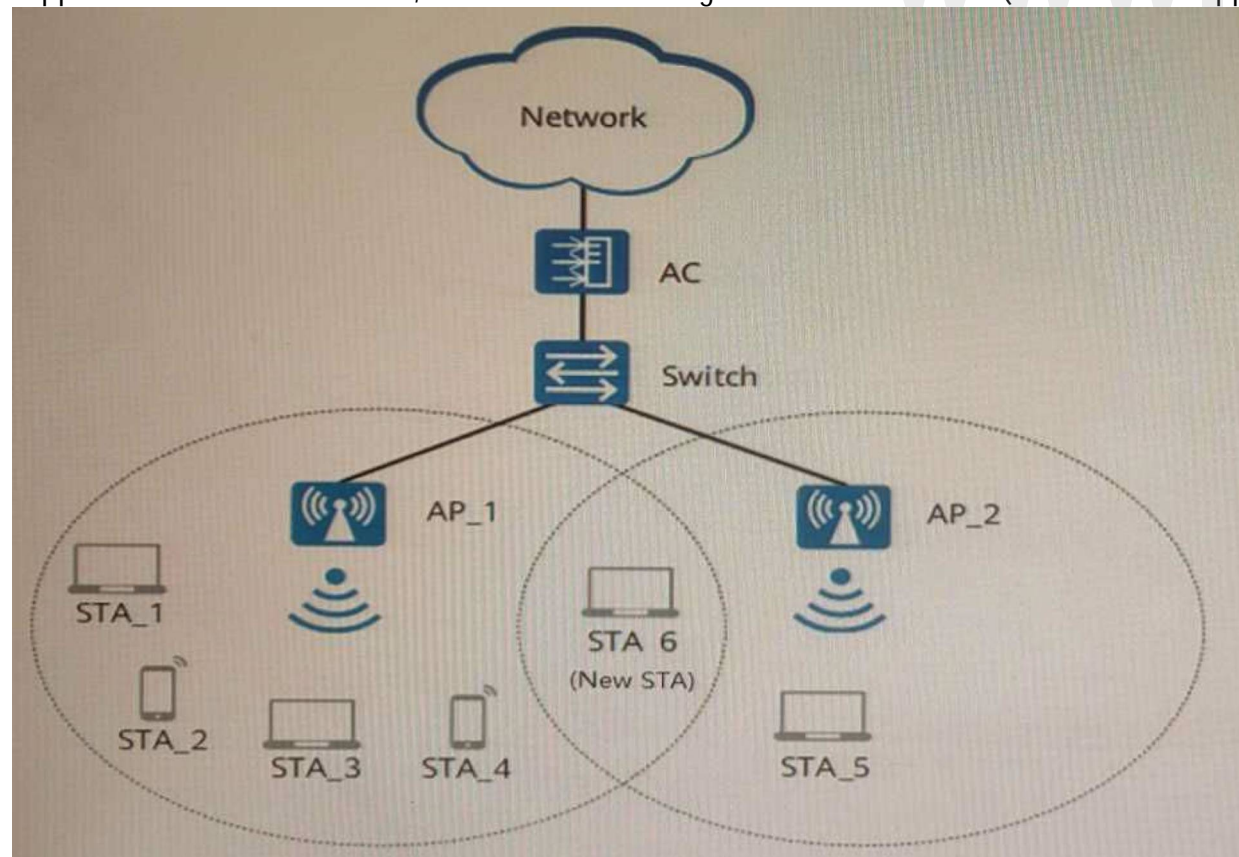 Network
AC
Switch
AP_1
AP_2
STA_1
STA 6
(New STA)
STA_2
STA_3
STA_4
STA_5